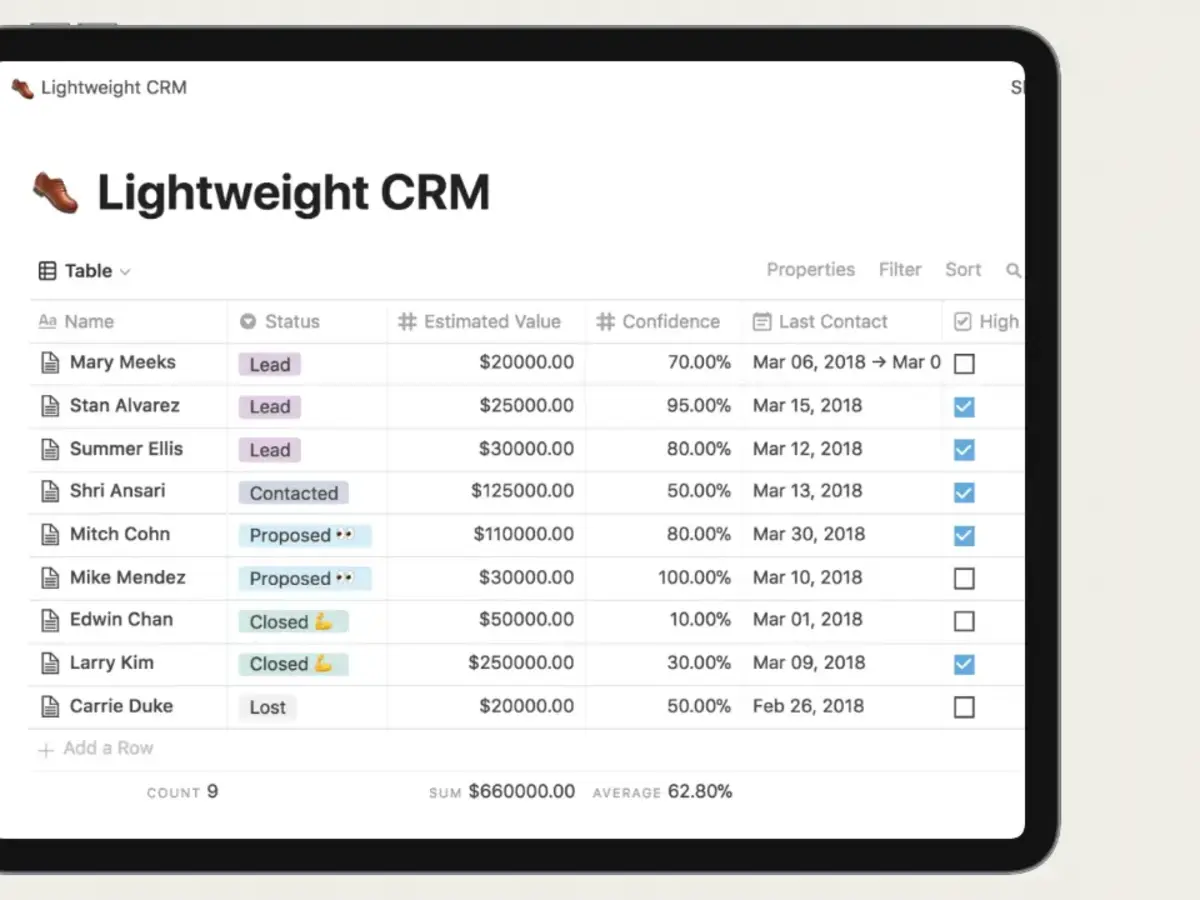 Lightweight CRM
Lightweight CRM
Table Properties Filter Sort
Aa Name Status # Estimated Value # Confidence Last Contact High
Mary Meeks Lead $20000.00 70.00% Mar 06, 2018 → Mar 0
Stan Alvarez Lead $25000.00 95.00% Mar 15, 2018
Summer Ellis Lead $30000.00 80.00% Mar 12, 2018
Shri Ansari Contacted $125000.00 50.00% Mar 13, 2018
Mitch Cohn Proposed 👀 $110000.00 80.00% Mar 30, 2018
Mike Mendez Proposed 👀 $30000.00 100.00% Mar 10, 2018
Edwin Chan Closed 💪 $50000.00 10.00% Mar 01, 2018
Larry Kim Closed 💪 $250000.00 30.00% Mar 09, 2018
Carrie Duke Lost $20000.00 50.00% Feb 26, 2018
+ Add a Row
COUNT 9 SUM $660000.00 AVERAGE 62.80%